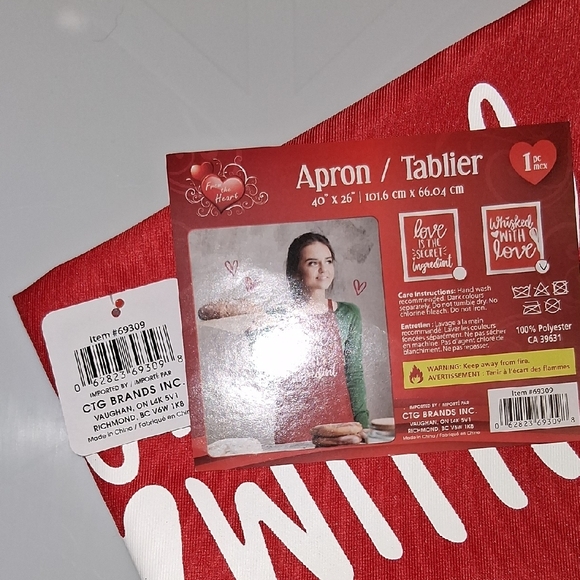 From
the
Heart
Apron / Tablier
40" x 26" | 101.6 cm x 66.04 cm
1 pc
mcx
love
IS THE
SECRET
Ingredient
Whisked
WITH
love
Care Instructions: Hand wash
recommended. Dark colours
separately. Do not tumble dry. No
chlorine bleach. Do not iron.
Entretien : Lavage à la main
recommandé. Laver les couleurs
foncées séparément. Ne pas sécher
en machine. Pas d'agent chloré de
blanchiment. Ne pas repasser.
100% Polyester
CA 39631
WARNING: Keep away from fire.
AVERTISSEMENT : Tenir à l'écart des flammes
IMPORTED BY / IMPORTÉ PAR
CTG BRANDS INC.
VAUGHAN, ON L4K 5V1
RICHMOND, BC V6W 1K8
Made in China / Fabriqué en Chine
Item #69309
0 62823 69309 8
Item #69309
0 62823 69309 8
IMPORTED BY / IMPORTÉ PAR
CTG BRANDS INC.
VAUGHAN, ON L4K 5V1
RICHMOND, BC V6W 1K8
Made in China / Fabriqué en Chine